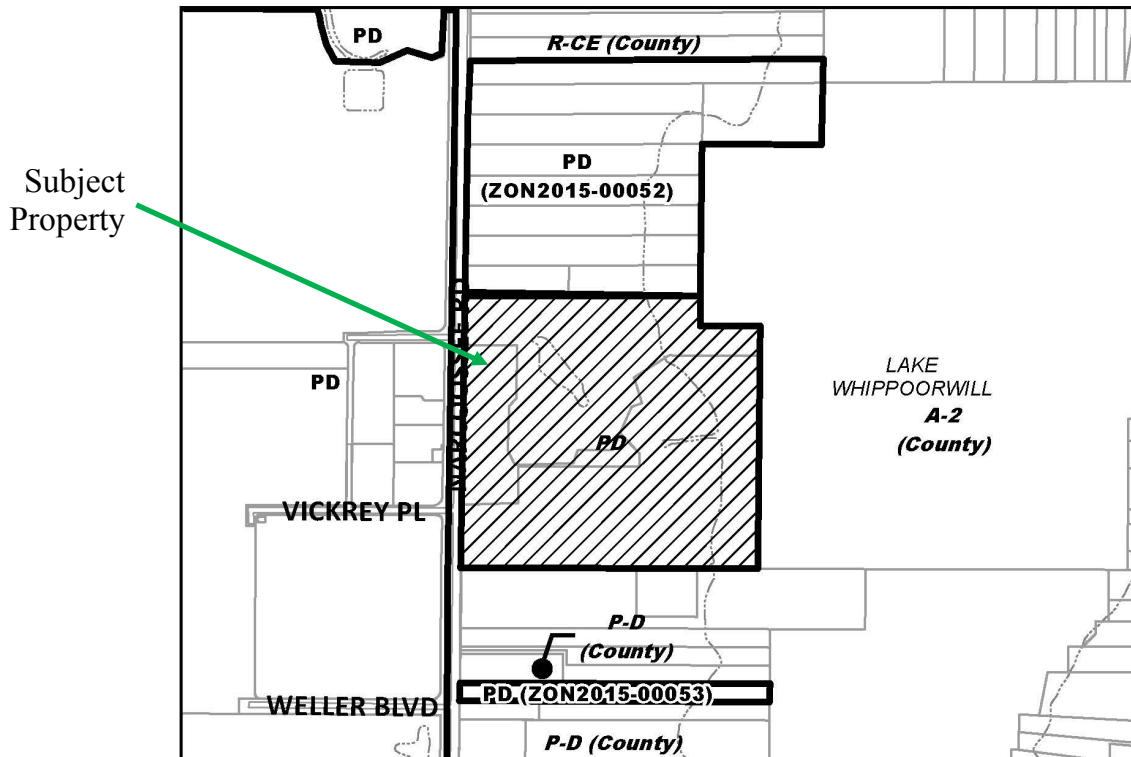 PD
R-CE (County)
PD
(ZON2015-00052)
Subject
Property
PD
PD
LAKE
WHIPPOORWILL
A-2
(County)
VICKREY PL
P-D
(County)
PD (ZON2015-00053)
WELLER BLVD
P-D (County)